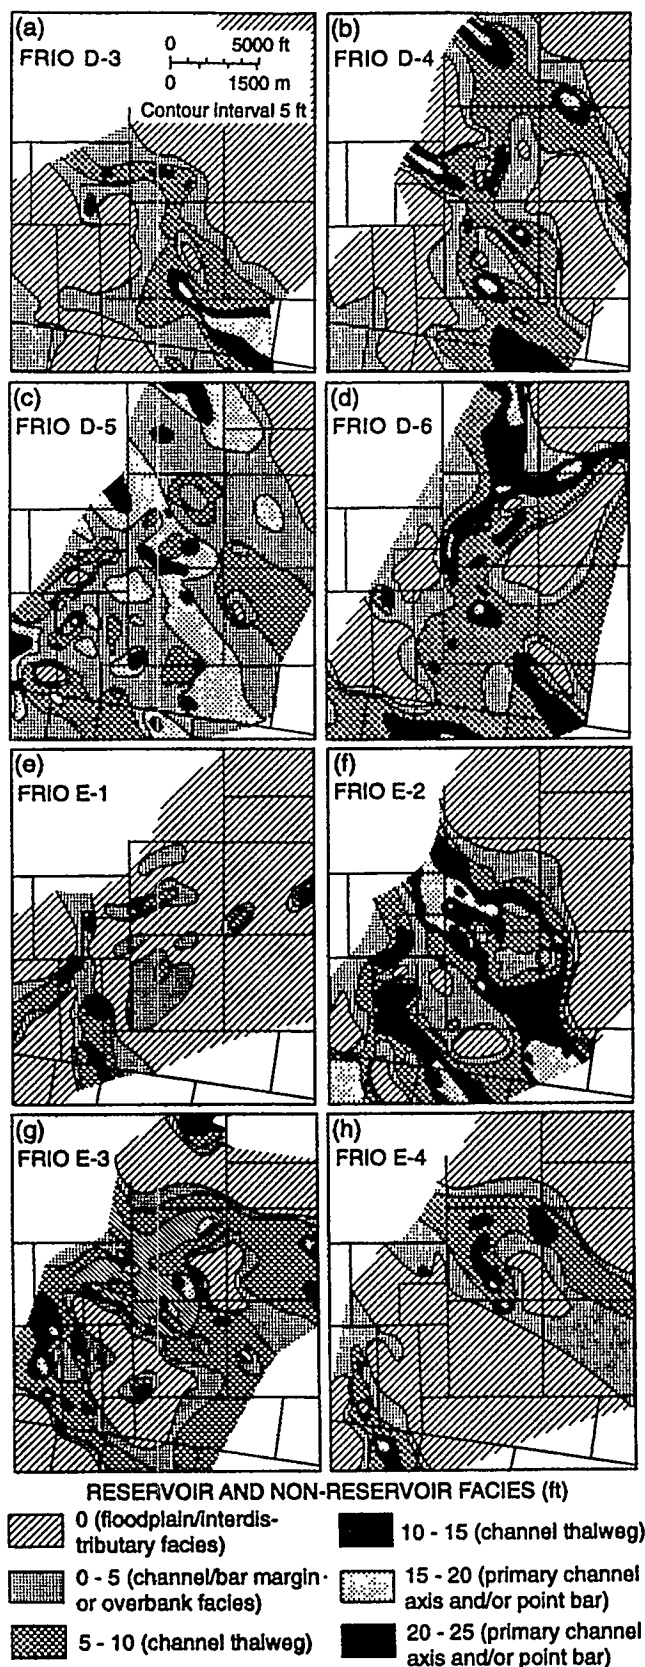 (a)
FRIO D-3
0 5000 ft
0 1500 m
Contour interval 5 ft
(b)
FRIO D-4
(c)
FRIO D-5
(d)
FRIO D-6
(e)
FRIO E-1
(f)
FRIO E-2
(g)
FRIO E-3
(h)
FRIO E-4
RESERVOIR AND NON-RESERVOIR FACIES (ft)
0 (floodplain/interdis-
tributary facies)
0 - 5 (channel/bar margin
or overbank facies)
5 - 10 (channel thalweg)
10 - 15 (channel thalweg)
15 - 20 (primary channel
axis and/or point bar)
20 - 25 (primary channel
axis and/or point bar)